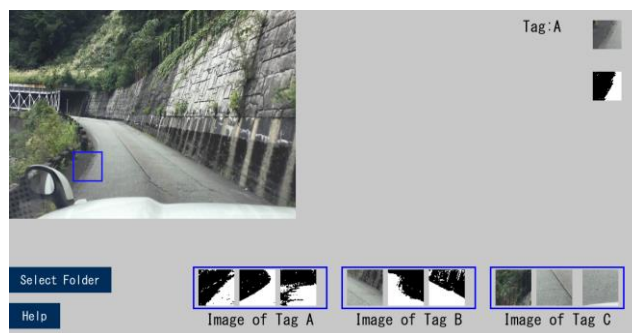 Tag:A
Select Folder
Help
Image of Tag A
Image of Tag B
Image of Tag C